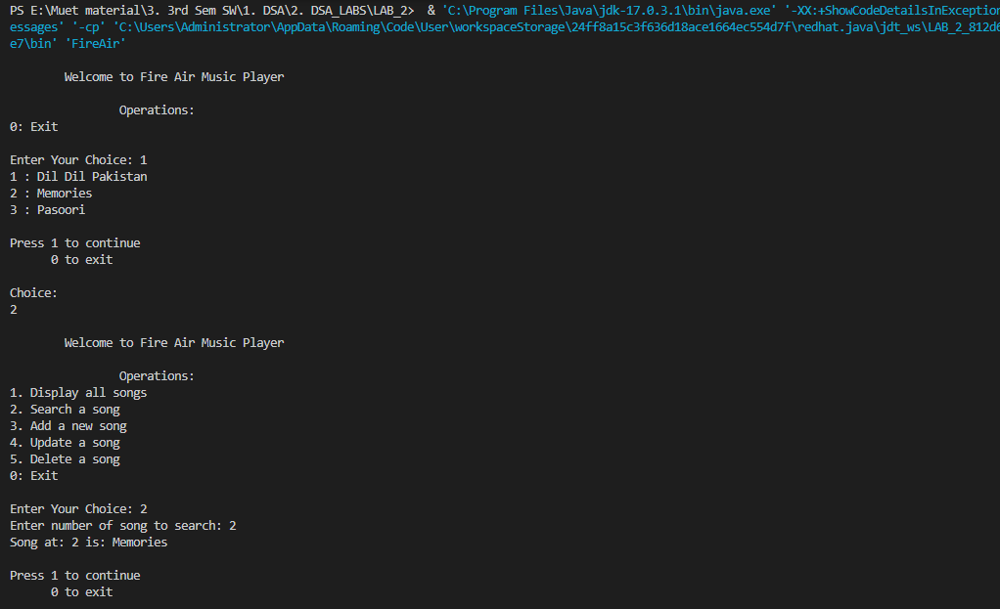 PS E:\Muet material\3. 3rd Sem SW\1. DSA\2. DSA_LABS\LAB_2>  & 'C:\Program Files\Java\jdk-17.0.3.1\bin\java.exe' '-XX:+ShowCodeDetailsInException
essages' '-cp' 'C:\Users\Administrator\AppData\Roaming\Code\User\workspaceStorage\24ff8a15c3f636d18ace1664ec554d7f\redhat.java\jdt_ws\LAB_2_812d6
e7\bin' 'FireAir'
Welcome to Fire Air Music Player
Operations:
0: Exit
Enter Your Choice: 1
1 : Dil Dil Pakistan
2 : Memories
3 : Pasoori
Press 1 to continue
0 to exit
Choice:
2
Welcome to Fire Air Music Player
Operations:
1. Display all songs
2. Search a song
3. Add a new song
4. Update a song
5. Delete a song
0: Exit
Enter Your Choice: 2
Enter number of song to search: 2
Song at: 2 is: Memories
Press 1 to continue
0 to exit